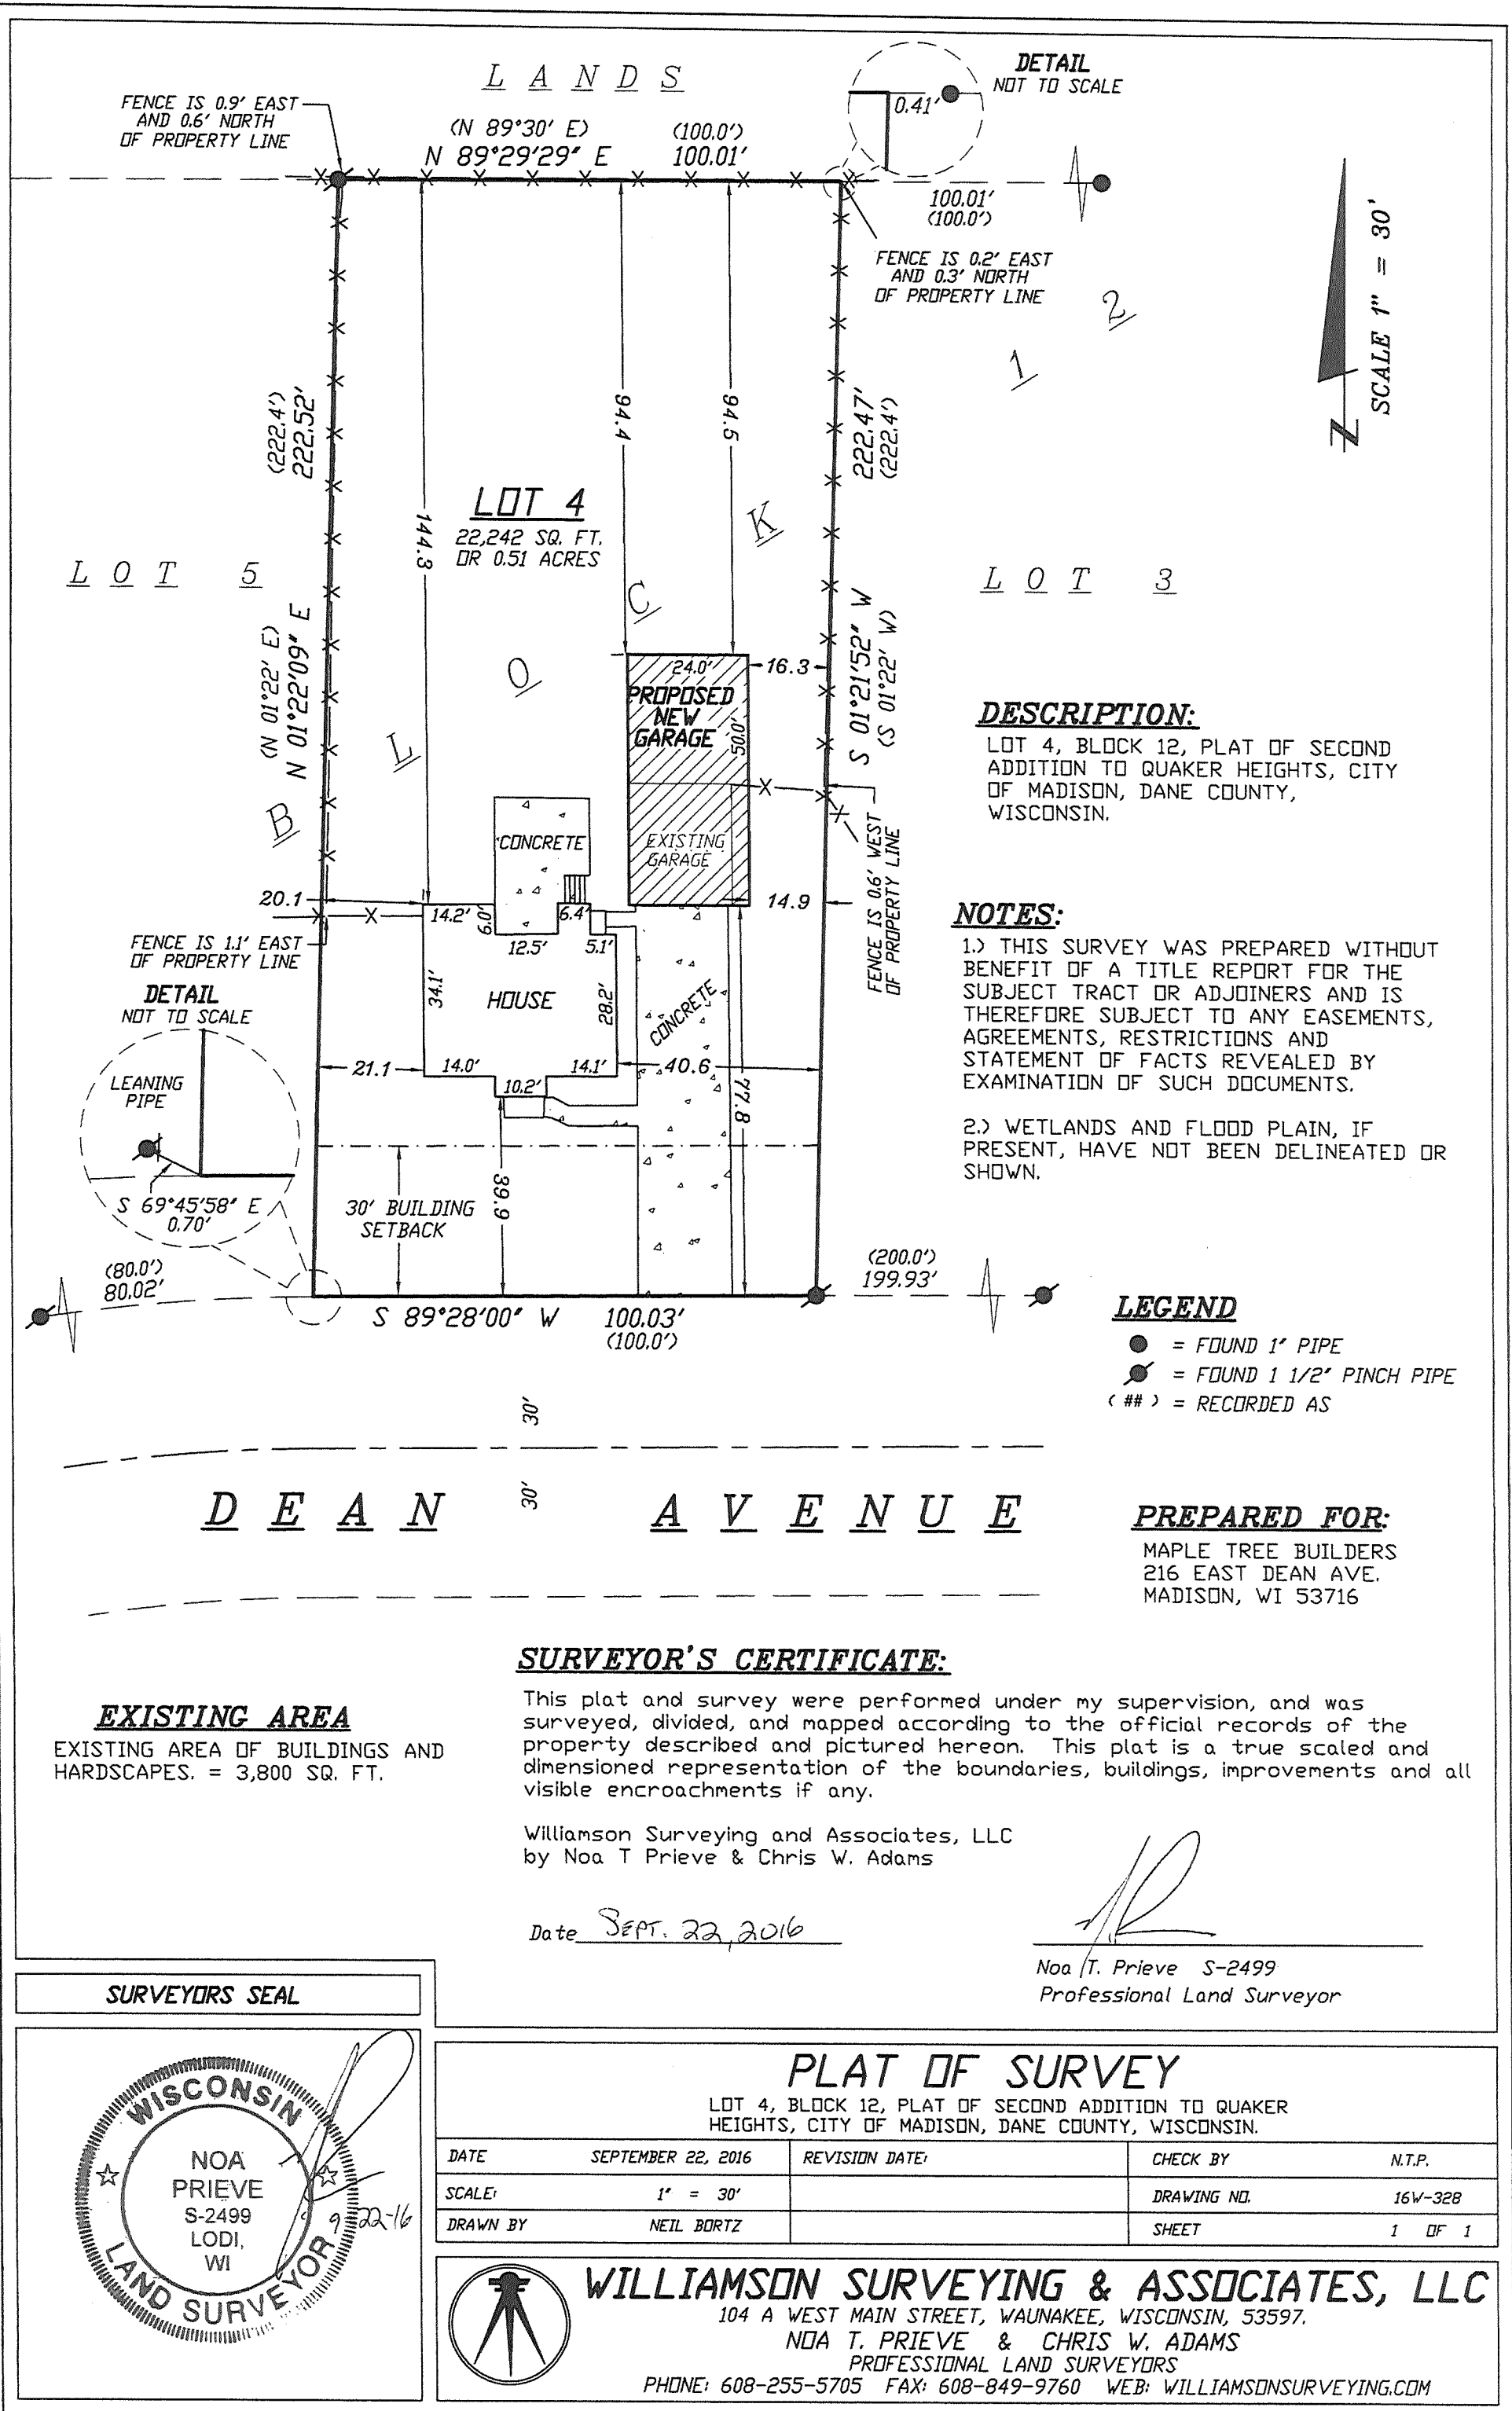 L A N D S
DETAIL
NOT TO SCALE
0.41'
FENCE IS 0.9' EAST
AND 0.6' NORTH
OF PROPERTY LINE
(N 89°30' E) (100.0')
N 89°29'29" E 100.01'
100.01'
(100.0')
FENCE IS 0.2' EAST
AND 0.3' NORTH
OF PROPERTY LINE
SCALE 1" = 30'
N
B L O C K 1 2
(222.4')
222.52'
(N 01°22' E)
N 01°22'09" E
144.3
94.4
94.5
222.47'
(222.4')
S 01°21'52" W
(S 01°22' W)
LOT 4
22,242 SQ. FT.
OR 0.51 ACRES
L O T 5
L O T 3
24.0'
16.3
PROPOSED
NEW
GARAGE
50.0'
EXISTING
GARAGE
14.9
FENCE IS 0.6' WEST
OF PROPERTY LINE
CONCRETE
20.1
14.2'
6.0'
6.4'
12.5'
5.1'
FENCE IS 1.1' EAST
OF PROPERTY LINE
34.1'
HOUSE
28.2'
CONCRETE
21.1
14.0'
14.1'
40.6
10.2'
77.8
DETAIL
NOT TO SCALE
LEANING
PIPE
S 69°45'58" E
0.70'
39.9
30' BUILDING
SETBACK
(80.0')
80.02'
(200.0')
199.93'
S 89°28'00" W 100.03'
(100.0')
30'
30'
D E A N A V E N U E
DESCRIPTION:
LOT 4, BLOCK 12, PLAT OF SECOND
ADDITION TO QUAKER HEIGHTS, CITY
OF MADISON, DANE COUNTY,
WISCONSIN.
NOTES:
1.) THIS SURVEY WAS PREPARED WITHOUT
BENEFIT OF A TITLE REPORT FOR THE
SUBJECT TRACT OR ADJOINERS AND IS
THEREFORE SUBJECT TO ANY EASEMENTS,
AGREEMENTS, RESTRICTIONS AND
STATEMENT OF FACTS REVEALED BY
EXAMINATION OF SUCH DOCUMENTS.
2.) WETLANDS AND FLOOD PLAIN, IF
PRESENT, HAVE NOT BEEN DELINEATED OR
SHOWN.
LEGEND
= FOUND 1" PIPE
= FOUND 1 1/2" PINCH PIPE
( ## ) = RECORDED AS
PREPARED FOR:
MAPLE TREE BUILDERS
216 EAST DEAN AVE.
MADISON, WI 53716
EXISTING AREA
EXISTING AREA OF BUILDINGS AND
HARDSCAPES. = 3,800 SQ. FT.
SURVEYOR'S CERTIFICATE:
This plat and survey were performed under my supervision, and was
surveyed, divided, and mapped according to the official records of the
property described and pictured hereon. This plat is a true scaled and
dimensioned representation of the boundaries, buildings, improvements and all
visible encroachments if any.
Williamson Surveying and Associates, LLC
by Noa T Prieve & Chris W. Adams
Date SEPT. 22, 2016
Noa T. Prieve S-2499
Professional Land Surveyor
SURVEYORS SEAL
WISCONSIN
NOA
PRIEVE
S-2499
LODI,
WI
LAND SURVEYOR
9-22-16
PLAT OF SURVEY
LOT 4, BLOCK 12, PLAT OF SECOND ADDITION TO QUAKER
HEIGHTS, CITY OF MADISON, DANE COUNTY, WISCONSIN.
DATE SEPTEMBER 22, 2016 REVISION DATE: CHECK BY N.T.P.
SCALE: 1" = 30' DRAWING NO. 16W-328
DRAWN BY NEIL BORTZ SHEET 1 OF 1
WILLIAMSON SURVEYING & ASSOCIATES, LLC
104 A WEST MAIN STREET, WAUNAKEE, WISCONSIN, 53597.
NOA T. PRIEVE & CHRIS W. ADAMS
PROFESSIONAL LAND SURVEYORS
PHONE: 608-255-5705 FAX: 608-849-9760 WEB: WILLIAMSONSURVEYING.COM